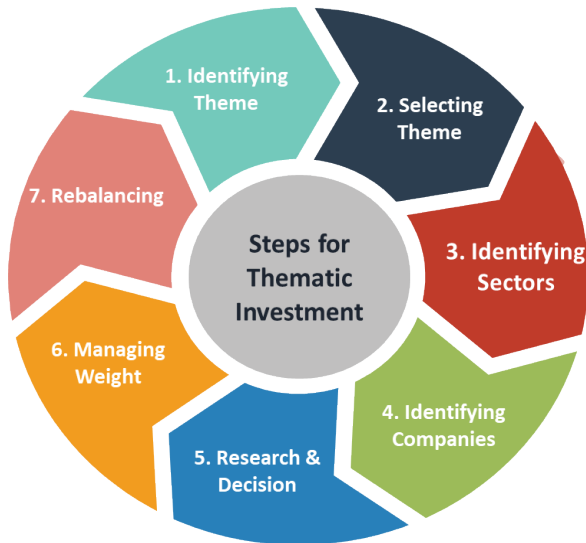 1. Identifying
Theme
2. Selecting
Theme
3. Identifying
Sectors
4. Identifying
Companies
5. Research &
Decision
6. Managing
Weight
7. Rebalancing
Steps for
Thematic
Investment